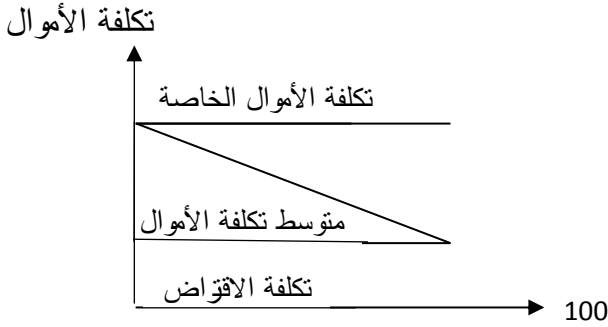 تكلفة الأموال
تكلفة الأموال الخاصة
متوسط تكلفة الأموال
تكلفة الاقتراض
100